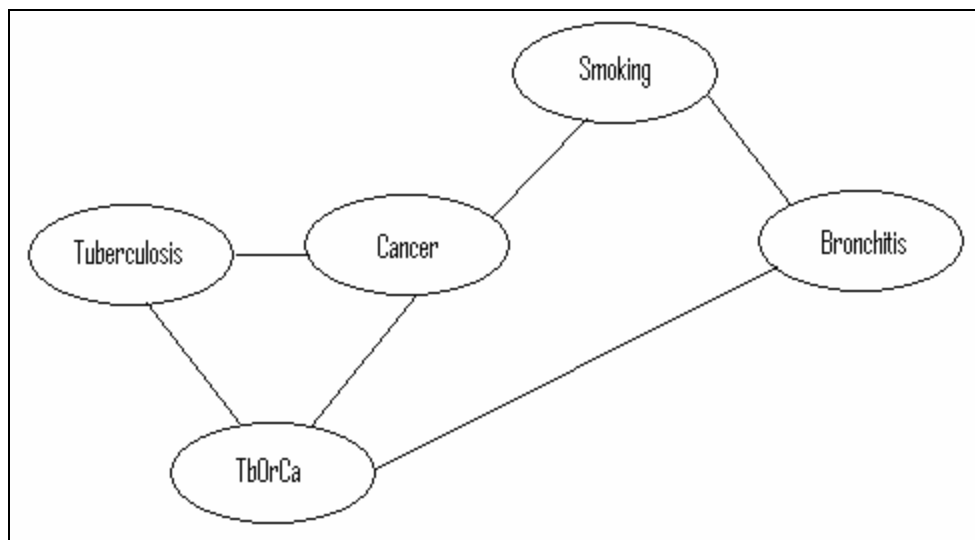 Smoking
Tuberculosis
Cancer
Bronchitis
TbOrCa